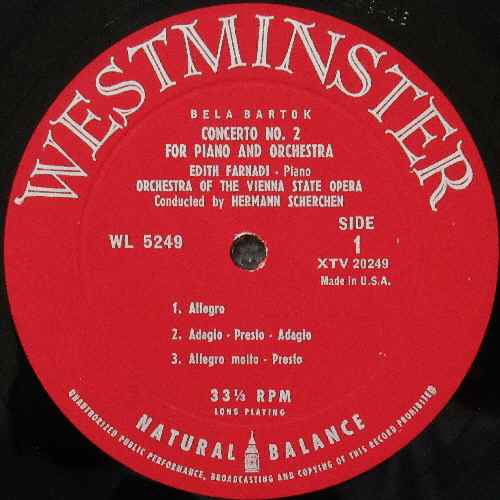 WESTMINSTER
BELA BARTOK
CONCERTO NO. 2
FOR PIANO AND ORCHESTRA
EDITH FARNADI - Piano
ORCHESTRA OF THE VIENNA STATE OPERA
Conducted by HERMANN SCHERCHEN
WL 5249
SIDE
1
XTV 20249
Made in U.S.A.
1. Allegro
2. Adagio - Presto - Adagio
3. Allegro molto - Presto
33⅓ RPM
LONG PLAYING
NATURAL BALANCE
UNAUTHORIZED PUBLIC PERFORMANCE, BROADCASTING AND COPYING OF THIS RECORD PROHIBITED